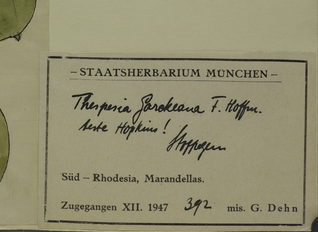 – STAATSHERBARIUM MÜNCHEN –
Thespesia Garckeana F. Hoffm.
teste Hopkins!
Süd – Rhodesia, Marandellas.
Zugegangen XII. 1947 392 mis. G. Dehn